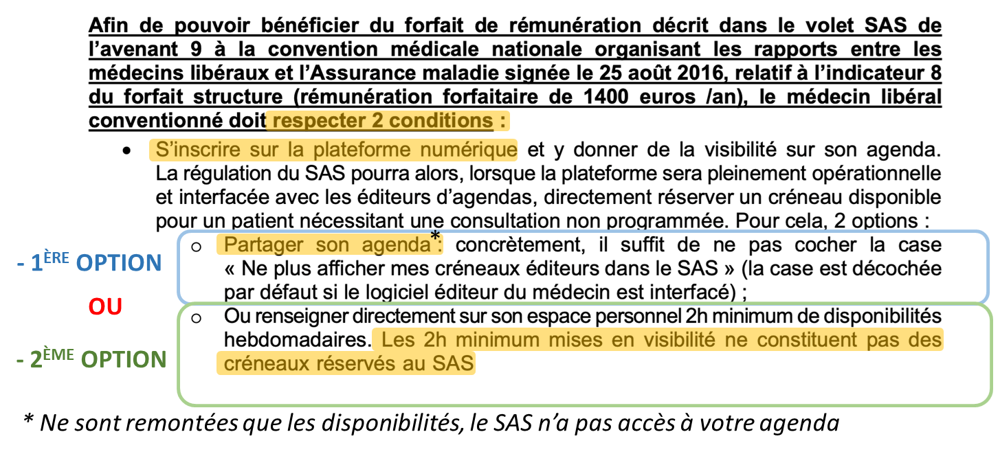 Afin de pouvoir bénéficier du forfait de rémunération décrit dans le volet SAS de
l’avenant 9 à la convention médicale nationale organisant les rapports entre les
médecins libéraux et l’Assurance maladie signée le 25 août 2016, relatif à l’indicateur 8
du forfait structure (rémunération forfaitaire de 1400 euros /an), le médecin libéral
conventionné doit respecter 2 conditions :
• S’inscrire sur la plateforme numérique et y donner de la visibilité sur son agenda.
La régulation du SAS pourra alors, lorsque la plateforme sera pleinement opérationnelle
et interfacée avec les éditeurs d’agendas, directement réserver un créneau disponible
pour un patient nécessitant une consultation non programmée. Pour cela, 2 options :
- 1ÈRE OPTION
o Partager son agenda* : concrètement, il suffit de ne pas cocher la case
« Ne plus afficher mes créneaux éditeurs dans le SAS » (la case est décochée
par défaut si le logiciel éditeur du médecin est interfacé) ;
OU
- 2ÈME OPTION
o Ou renseigner directement sur son espace personnel 2h minimum de disponibilités
hebdomadaires. Les 2h minimum mises en visibilité ne constituent pas des
créneaux réservés au SAS
* Ne sont remontées que les disponibilités, le SAS n’a pas accès à votre agenda